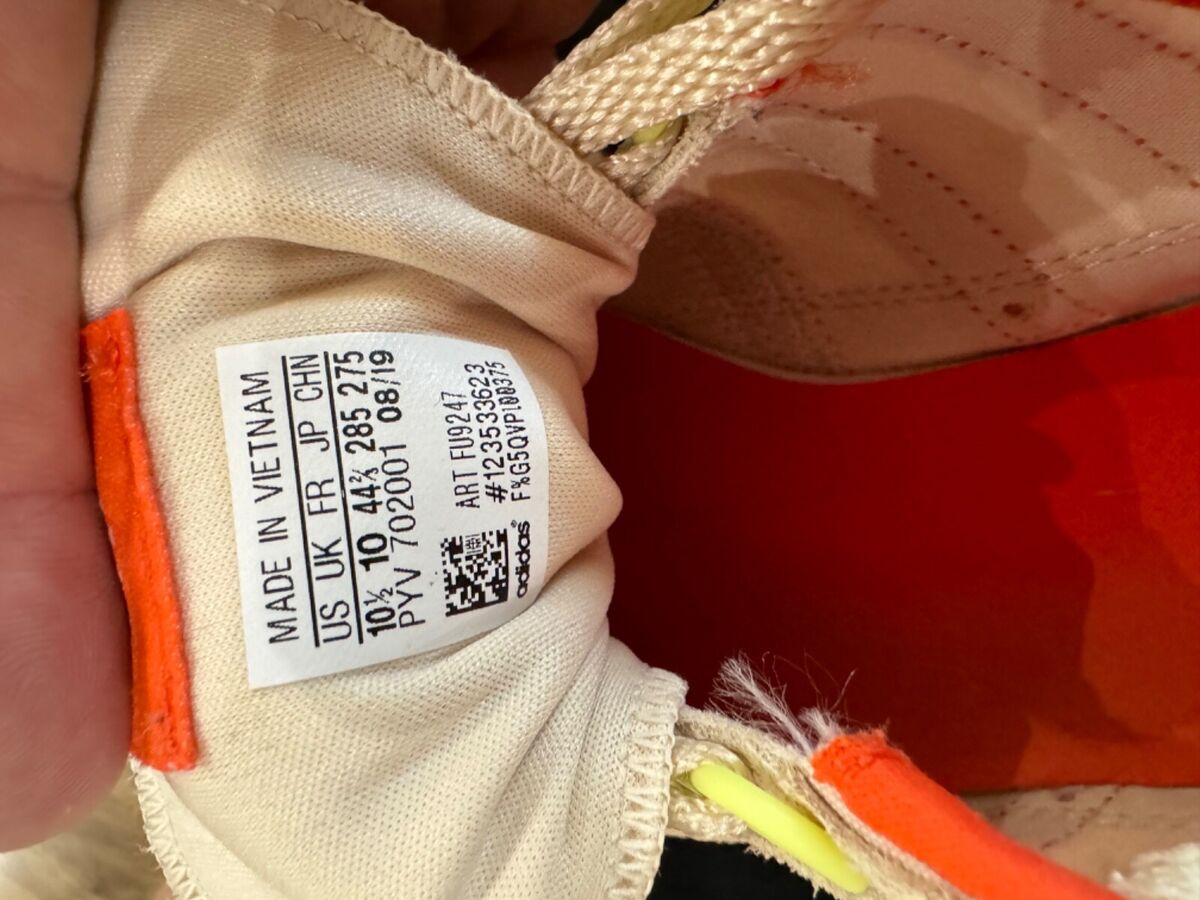 MADE IN VIETNAM
US UK FR JP CHN
10½ 10 44⅔ 285 275
PYV 702001 08/19
ART FU9247
#123533623
F%G5QVP100375
adidas®